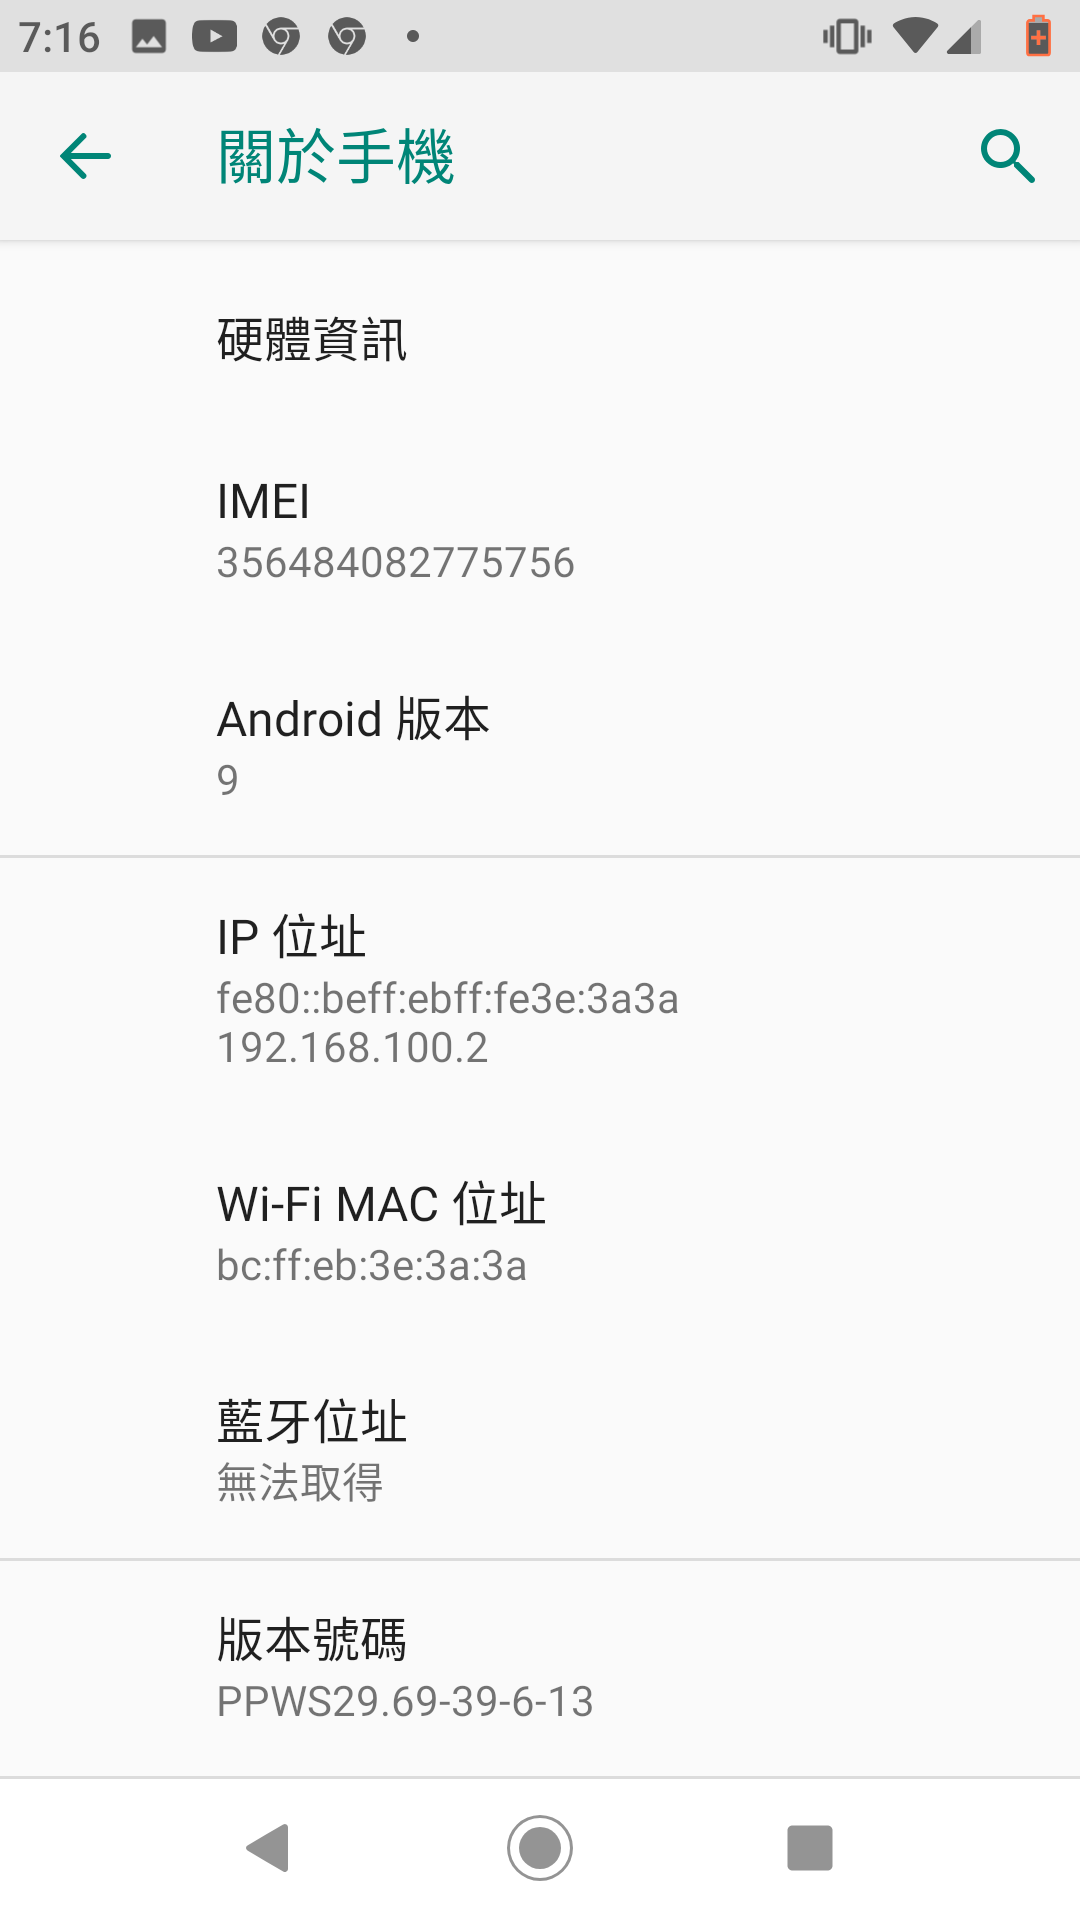 7:16
關於手機
硬體資訊
IMEI
356484082775756
Android 版本
9
IP 位址
fe80::beff:ebff:fe3e:3a3a
192.168.100.2
Wi-Fi MAC 位址
bc:ff:eb:3e:3a:3a
藍牙位址
無法取得
版本號碼
PPWS29.69-39-6-13